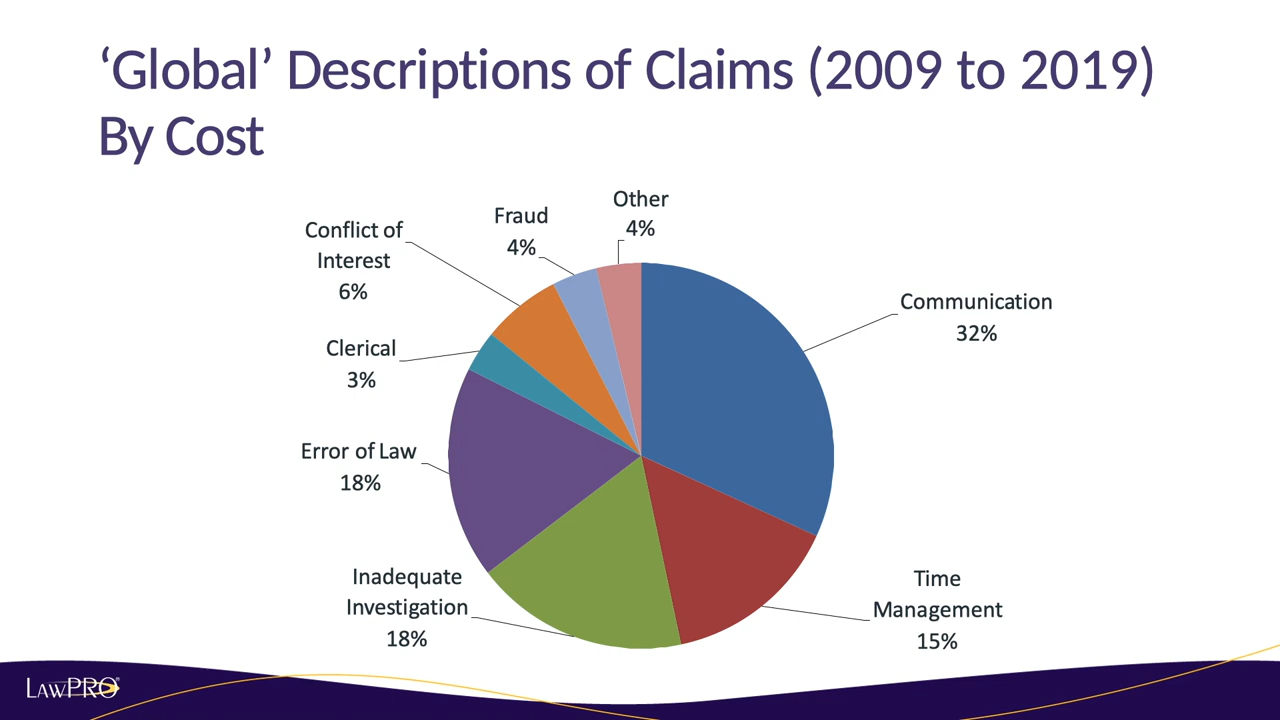 ‘Global’ Descriptions of Claims (2009 to 2019)
By Cost
Other
4%
Fraud
4%
Conflict of
Interest
6%
Communication
32%
Clerical
3%
Error of Law
18%
Inadequate
Investigation
18%
Time
Management
15%
LAWPRO®